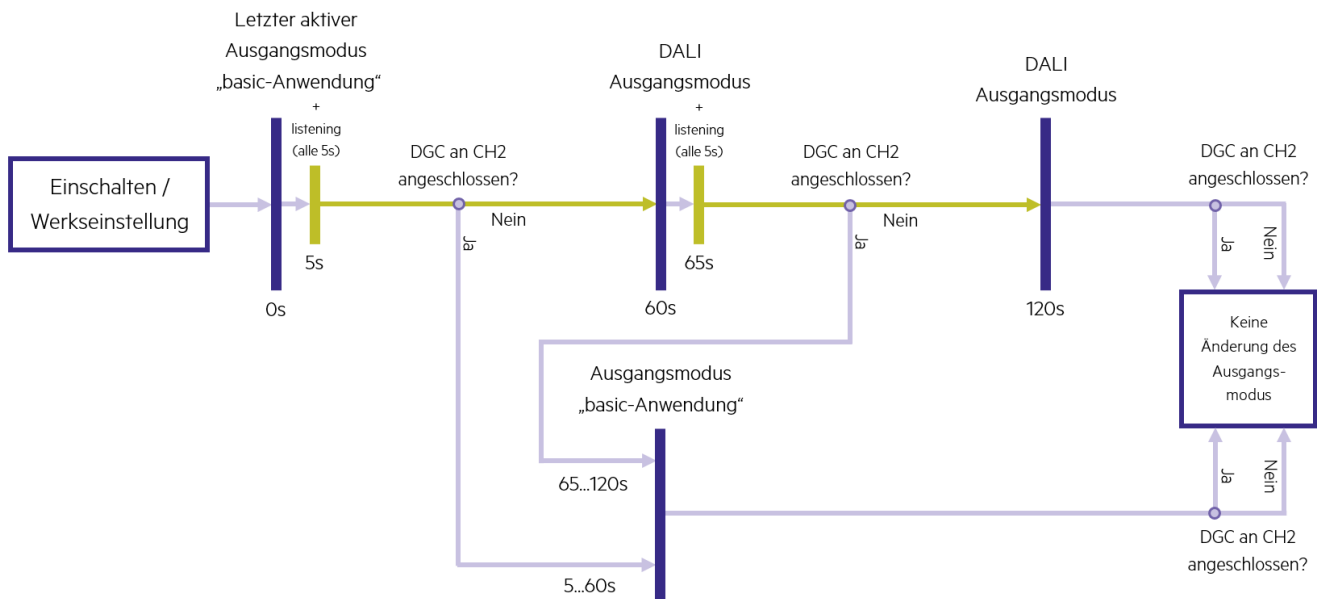 Letzter aktiver
Ausgangsmodus
„basic-Anwendung“
+
listening
(alle 5s)
DALI
Ausgangsmodus
+
listening
(alle 5s)
DALI
Ausgangsmodus
DGC an CH2
angeschlossen?
DGC an CH2
angeschlossen?
DGC an CH2
angeschlossen?
Einschalten /
Werkseinstellung
Nein
Ja
Nein
Ja
Ja
Nein
5s
65s
0s
60s
120s
Keine
Änderung des
Ausgangs-
modus
Ausgangsmodus
„basic-Anwendung“
65...120s
5...60s
Ja
Nein
DGC an CH2
angeschlossen?